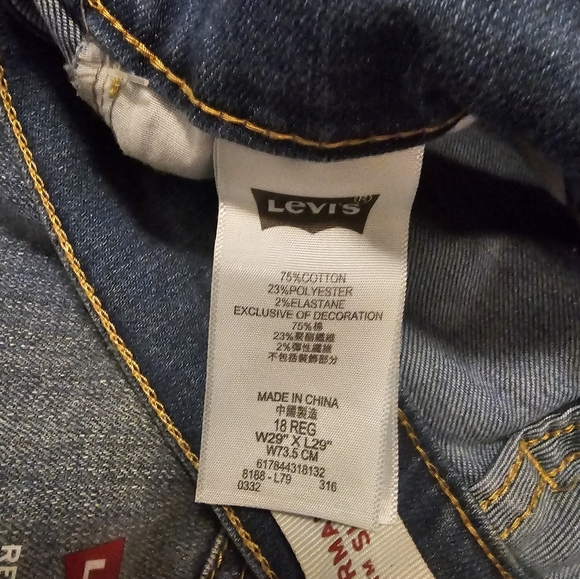 LEVI'S®
75%COTTON
23%POLYESTER
2%ELASTANE
EXCLUSIVE OF DECORATION
75%棉
23%聚酯纖維
2%彈性纖維
不包括裝飾部分
MADE IN CHINA
中國製造
18 REG
W29" X L29"
W73.5 CM
617844318132
8168 - L79
0332 316